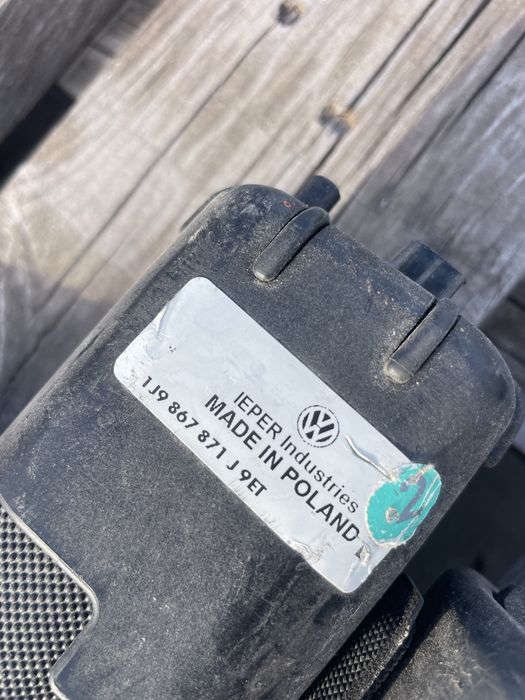 IEPER Industries
MADE IN POLAND
1J9 867 871 J 9ET